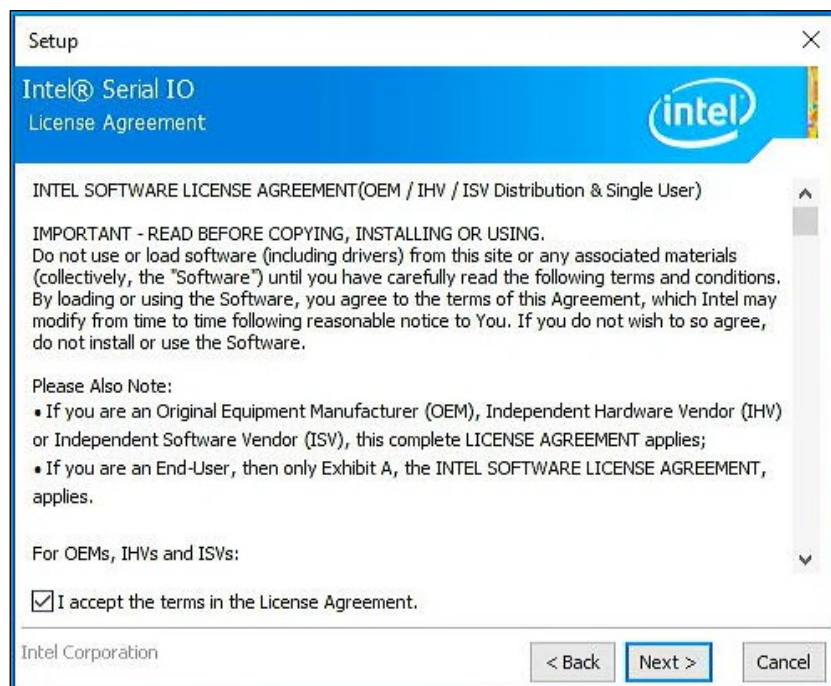 Setup
Intel® Serial IO
License Agreement
intel
INTEL SOFTWARE LICENSE AGREEMENT(OEM / IHV / ISV Distribution & Single User)
IMPORTANT - READ BEFORE COPYING, INSTALLING OR USING.
Do not use or load software (including drivers) from this site or any associated materials
(collectively, the "Software") until you have carefully read the following terms and conditions.
By loading or using the Software, you agree to the terms of this Agreement, which Intel may
modify from time to time following reasonable notice to You. If you do not wish to so agree,
do not install or use the Software.
Please Also Note:
• If you are an Original Equipment Manufacturer (OEM), Independent Hardware Vendor (IHV)
or Independent Software Vendor (ISV), this complete LICENSE AGREEMENT applies;
• If you are an End-User, then only Exhibit A, the INTEL SOFTWARE LICENSE AGREEMENT,
applies.
For OEMs, IHVs and ISVs:
I accept the terms in the License Agreement.
Intel Corporation
< Back
Next >
Cancel